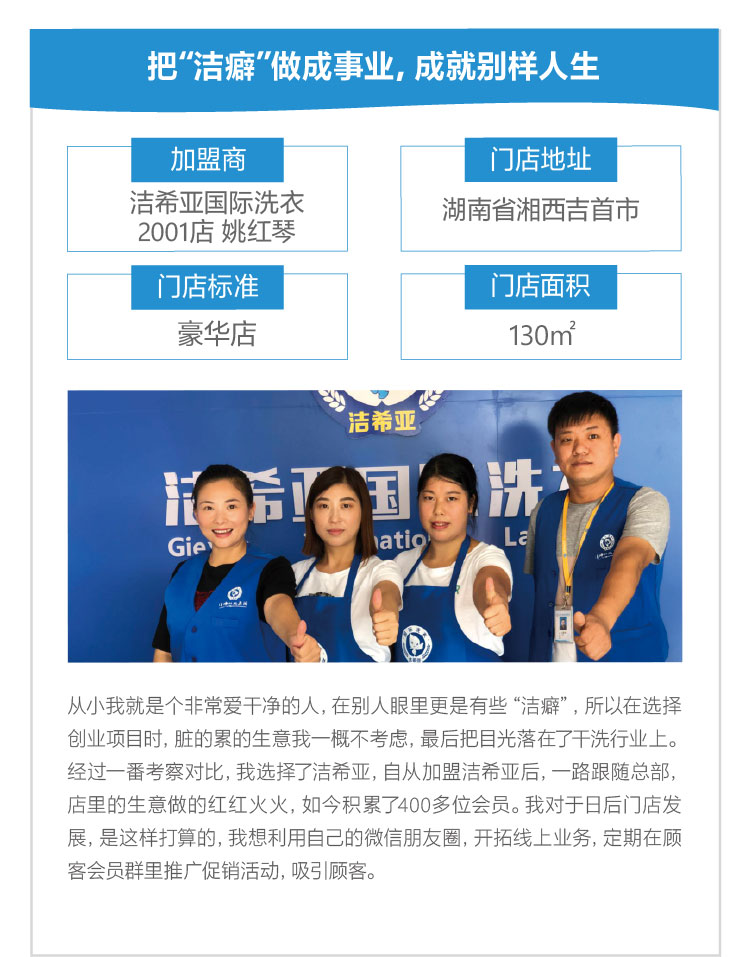 把“洁癖”做成事业, 成就别样人生
加盟商
洁希亚国际洗衣
2001店 姚红琴
门店地址
湖南省湘西吉首市
门店标准
豪华店
门店面积
130㎡
洁希亚
洁希亚国 洗
Gie national La
从小我就是个非常爱干净的人, 在别人眼里更是有些 “洁癖” , 所以在选择
创业项目时, 脏的累的生意我一概不考虑, 最后把目光落在了干洗行业上。
经过一番考察对比, 我选择了洁希亚, 自从加盟洁希亚后, 一路跟随总部,
店里的生意做的红红火火, 如今积累了400多位会员。我对于日后门店发
展, 是这样打算的, 我想利用自己的微信朋友圈, 开拓线上业务, 定期在顾
客会员群里推广促销活动, 吸引顾客。